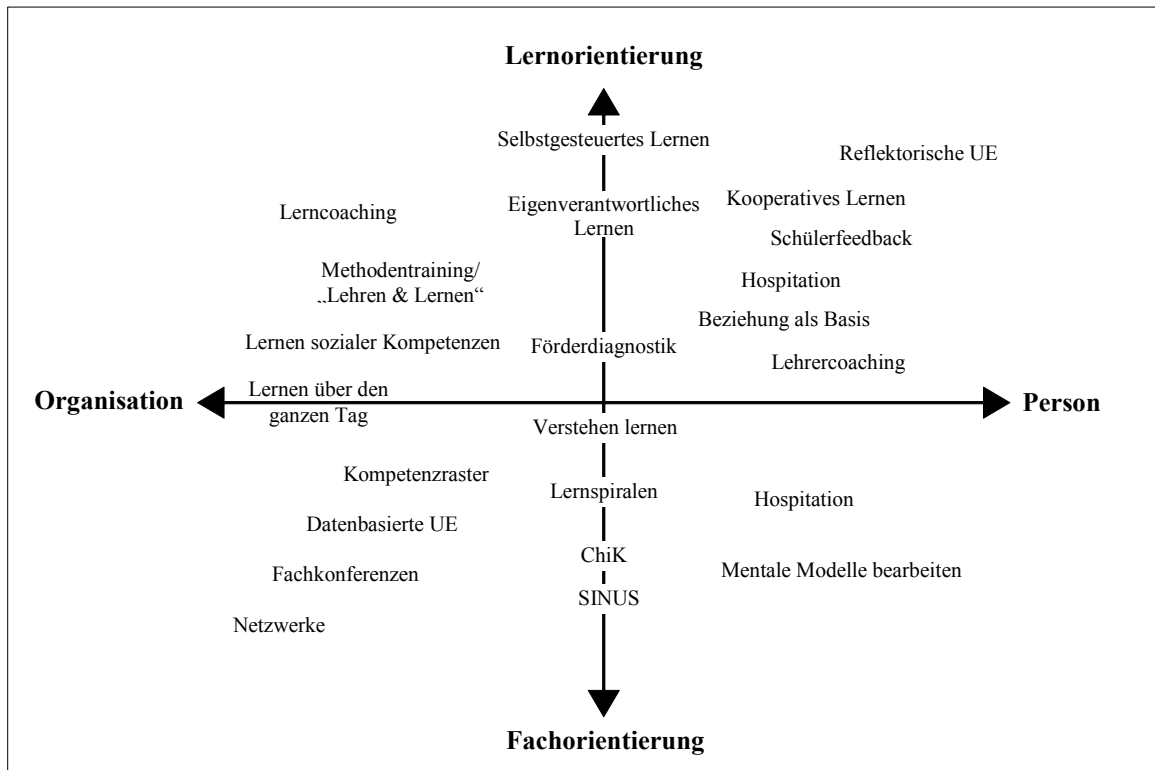 Lernorientierung
Selbstgesteuertes Lernen
Reflektorische UE
Eigenverantwortliches
Lernen
Kooperatives Lernen
Lerncoaching
Schülerfeedback
Methodentraining/
„Lehren & Lernen“
Hospitation
Beziehung als Basis
Lernen sozialer Kompetenzen
Förderdiagnostik
Lehrercoaching
Organisation
Lernen über den
ganzen Tag
Person
Verstehen lernen
Kompetenzraster
Lernspiralen
Hospitation
Datenbasierte UE
ChiK
Fachkonferenzen
Mentale Modelle bearbeiten
SINUS
Netzwerke
Fachorientierung